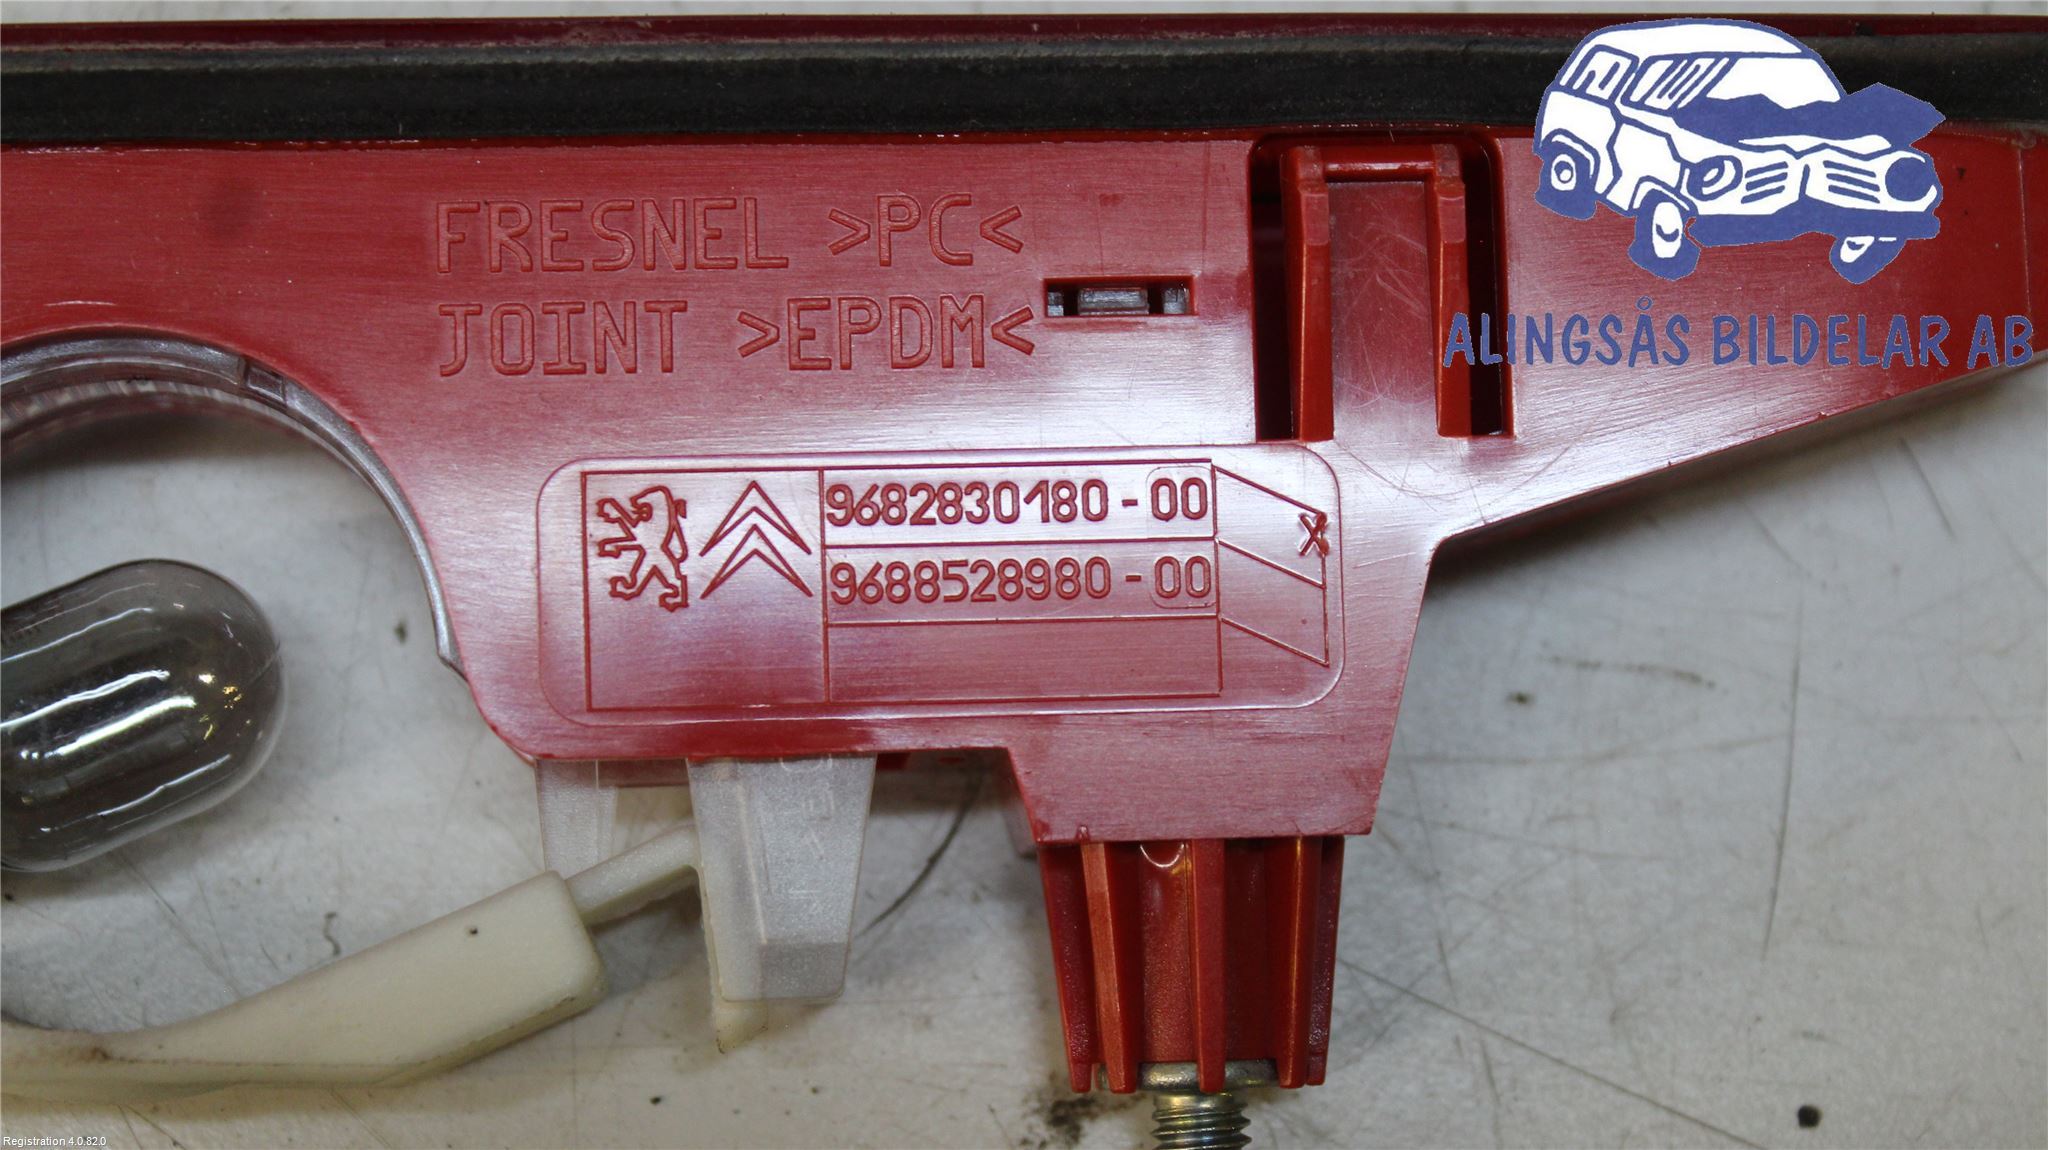 FRESNEL >PC<
JOINT >EPDM<
ALINGSÅS BILDELAR AB
9682830180-00
9688528980-00
X
Registration 4.0.82.0